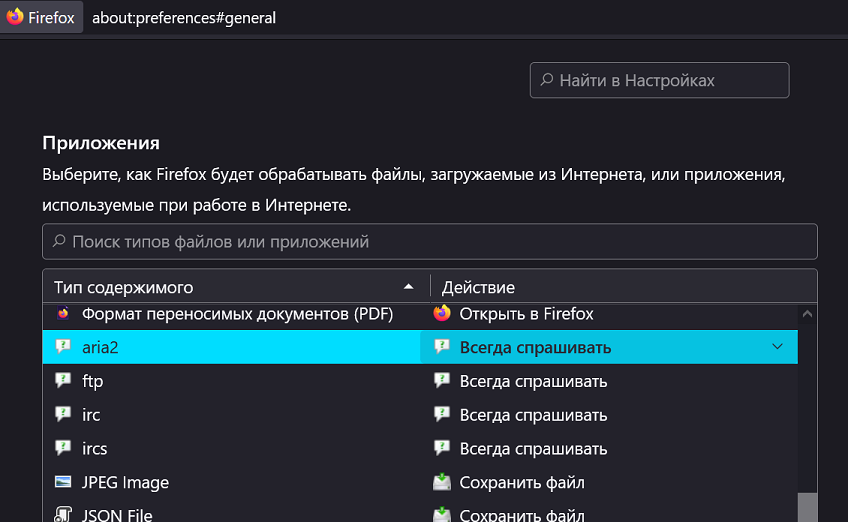 Firefox about:preferences#general
Найти в Настройках
Приложения
Выберите, как Firefox будет обрабатывать файлы, загружаемые из Интернета, или приложения,
используемые при работе в Интернете.
Поиск типов файлов или приложений
Тип содержимого Действие
Формат переносимых документов (PDF) Открыть в Firefox
aria2 Всегда спрашивать
ftp Всегда спрашивать
irc Всегда спрашивать
ircs Всегда спрашивать
JPEG Image Сохранить файл
JSON File Сохранить файл